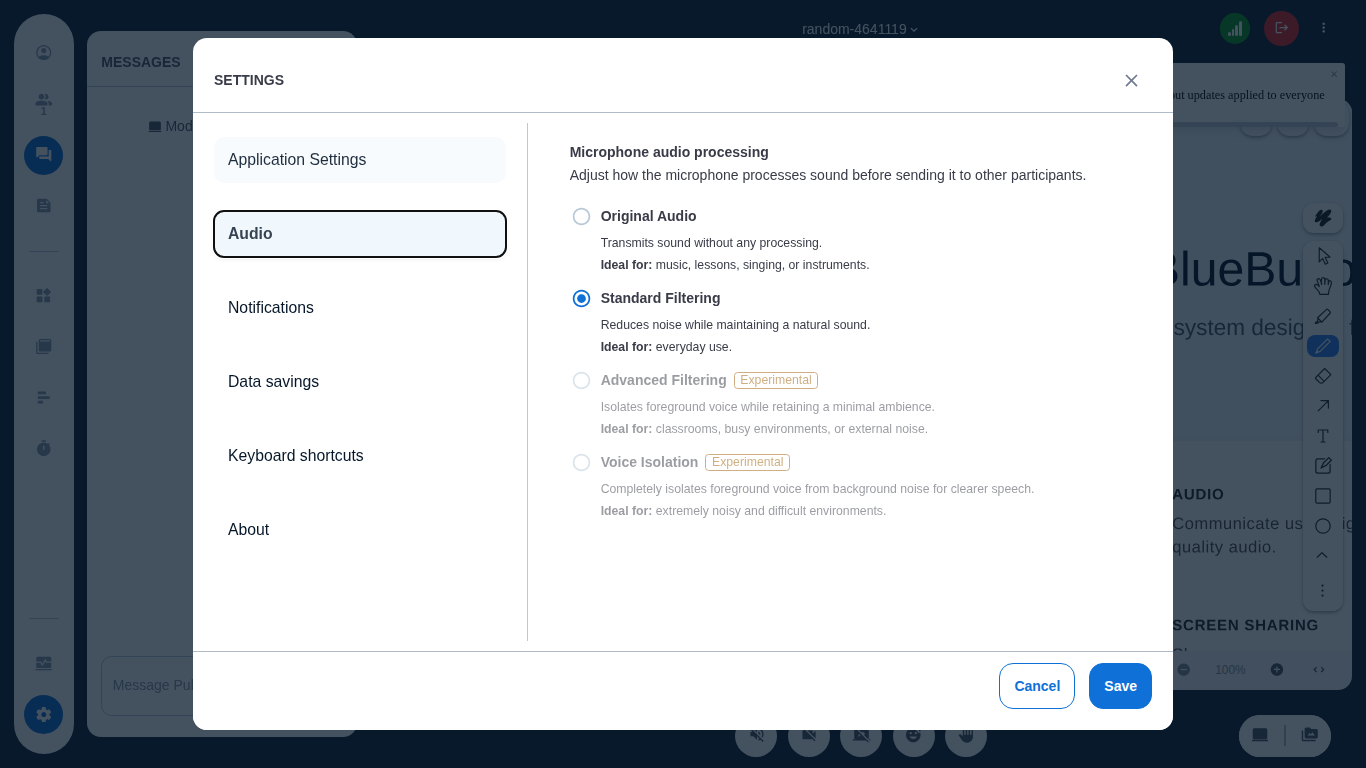 random-4641119
MESSAGES
1
SETTINGS
out updates applied to everyone
Application Settings
Audio
Notifications
Data savings
Keyboard shortcuts
About
Microphone audio processing
Adjust how the microphone processes sound before sending it to other participants.
Original Audio
Transmits sound without any processing.
Ideal for: music, lessons, singing, or instruments.
Standard Filtering
Reduces noise while maintaining a natural sound.
Ideal for: everyday use.
Advanced Filtering Experimental
Isolates foreground voice while retaining a minimal ambience.
Ideal for: classrooms, busy environments, or external noise.
Voice Isolation Experimental
Completely isolates foreground voice from background noise for clearer speech.
Ideal for: extremely noisy and difficult environments.
system
AUDIO
Communicate
quality audio.
SCREEN SHARING
100%
Message
Cancel
Save